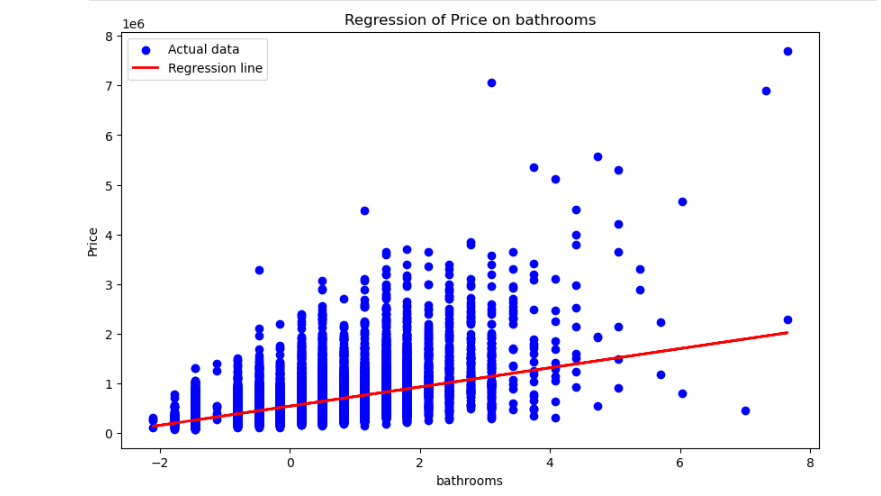 Regression of Price on bathrooms
1e6
Actual data
Regression line
8
7
6
5
4
3
2
1
0
Price
−2
0
2
4
6
8
bathrooms